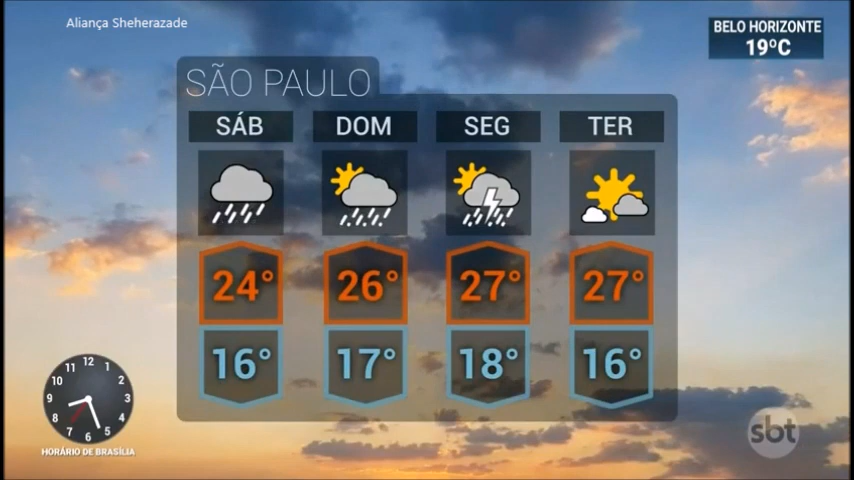 Aliança Sheherazade
BELO HORIZONTE
19ºC
SÃO PAULO
SÁB DOM SEG TER
24° 26° 27° 27°
16° 17° 18° 16°
12
11 1
10 2
9 3
8 4
7 5
6
HORÁRIO DE BRASÍLIA
sbt